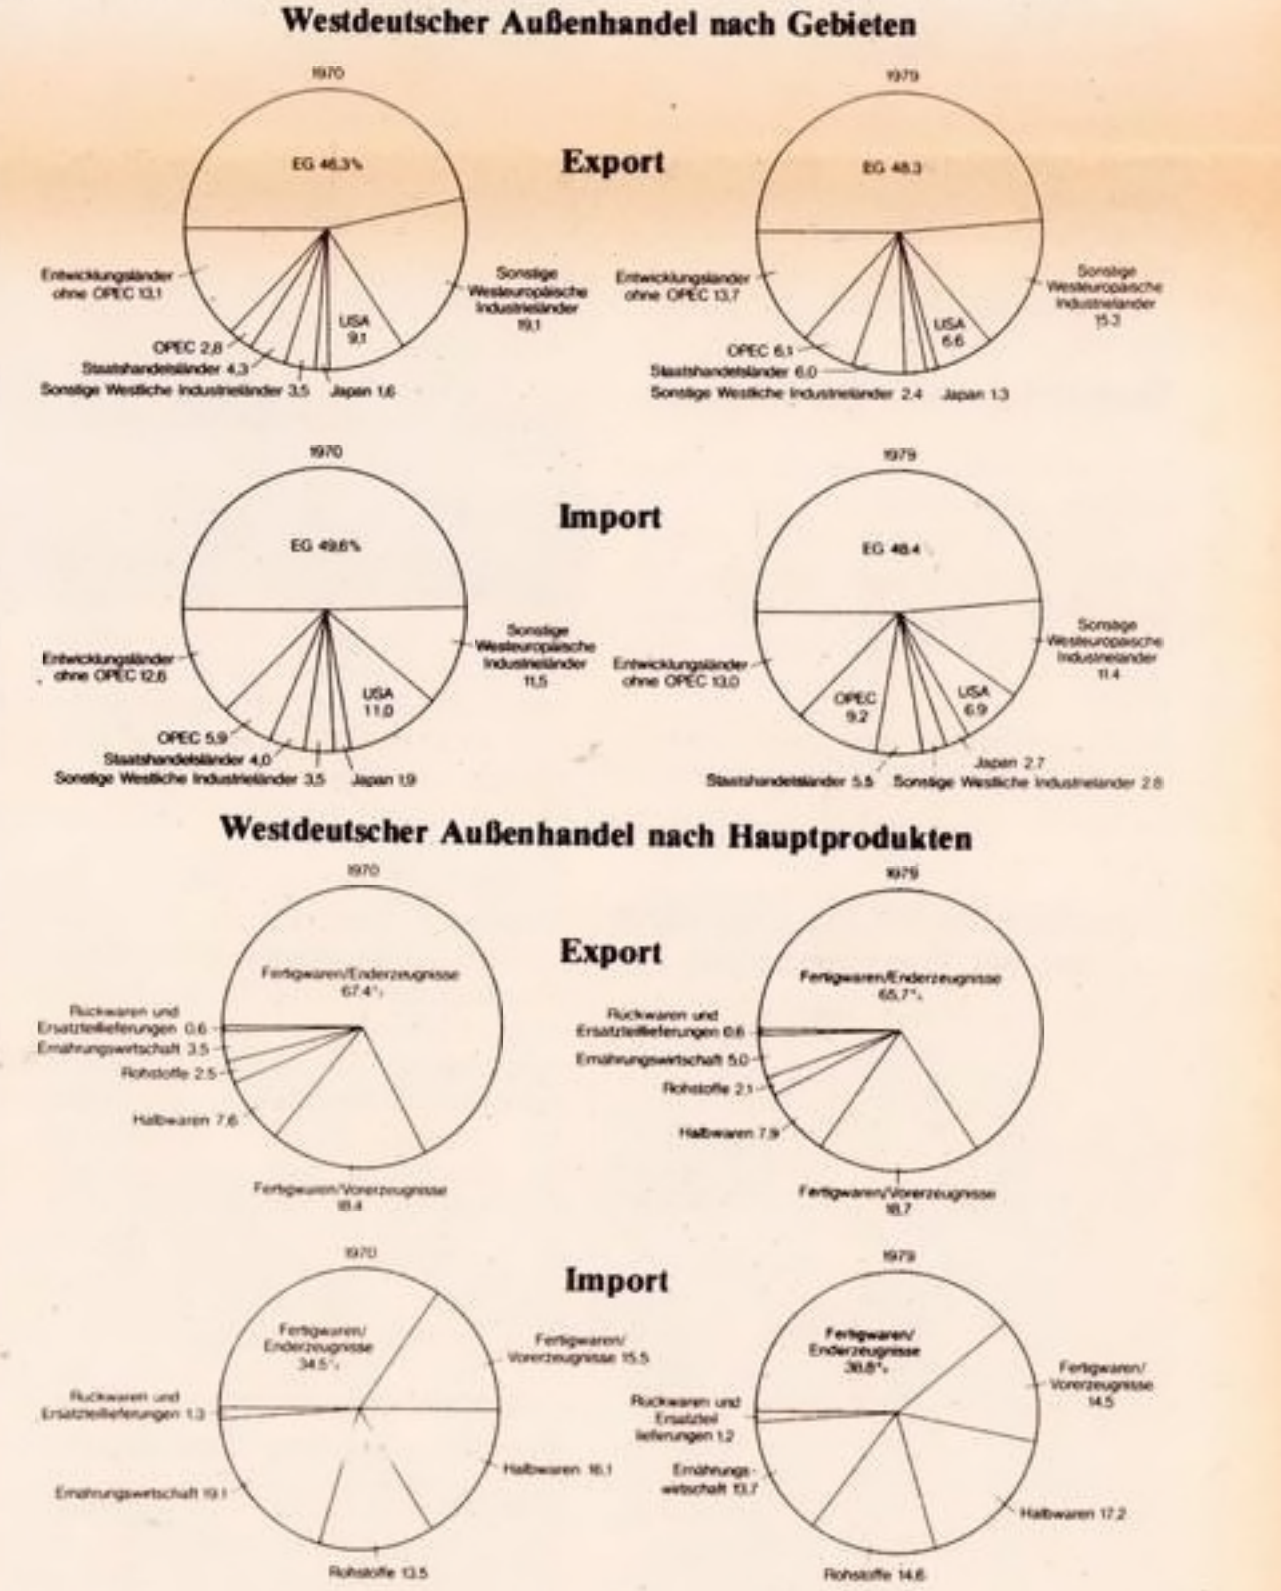 Westdeutscher Außenhandel nach Gebieten
1970
EG 46,3%
Entwicklungsländer
ohne OPEC 13,1
OPEC 2,8
Staatshandelsländer 4,3
Sonstige Westliche Industrieländer 3,5
Japan 1,6
USA
9,1
Sonstige
Westeuropäische
Industrieländer
19,1
Export
1979
EG 48.3
Entwicklungsländer
ohne OPEC 13,7
OPEC 6,1
Staatshandelsländer 6.0
Sonstige Westliche Industrieländer 2.4
Japan 1.3
USA
6.6
Sonstige
Westeuropäische
Industrieländer
15.3
1970
EG 49,6%
Entwicklungsländer
ohne OPEC 12,6
OPEC 5,9
Staatshandelsländer 4,0
Sonstige Westliche Industrieländer 3,5
Japan 1,9
USA
11,0
Sonstige
Westeuropäische
Industrieländer
11,5
Import
1979
EG 48.4
Entwicklungsländer
ohne OPEC 13,0
OPEC
9.2
Staatshandelsländer
Sonstige Westliche Industrieländer 2.8
Japan 2.7
USA
6.9
Sonstige
Westeuropäische
Industrieländer
11.4
Westdeutscher Außenhandel nach Hauptprodukten
1970
Fertigwaren/Enderzeugnisse
67.4%
Rückwaren und
Ersatzteillieferungen 0.6
Ernährungswirtschaft 3.5
Rohstoffe 2.5
Halbwaren 7,6
Fertigwaren/Vorerzeugnisse
18.4
Export
1979
Fertigwaren/Enderzeugnisse
65,7%
Rückwaren und
Ersatzteillieferungen 0.6
Ernährungswirtschaft 5.0
Rohstoffe 2.1
Halbwaren 7.9
Fertigwaren/Vorerzeugnisse
18.7
1970
Fertigwaren/
Enderzeugnisse
34.5%
Fertigwaren/
Vorerzeugnisse 15.5
Rückwaren und
Ersatzteillieferungen 1.3
Halbwaren 16.1
Ernährungswirtschaft 19.1
Rohstoffe 13.5
Import
1979
Fertigwaren/
Enderzeugnisse
38.8%
Fertigwaren/
Vorerzeugnisse
14.5
Rückwaren und
Ersatzteil
lieferungen 1.2
Ernährungs-
wirtschaft 13.7
Halbwaren 17.2
Rohstoffe 14.6